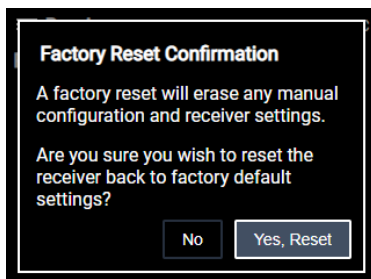 Factory Reset Confirmation
A factory reset will erase any manual
configuration and receiver settings.
Are you sure you wish to reset the
receiver back to factory default
settings?
No
Yes, Reset